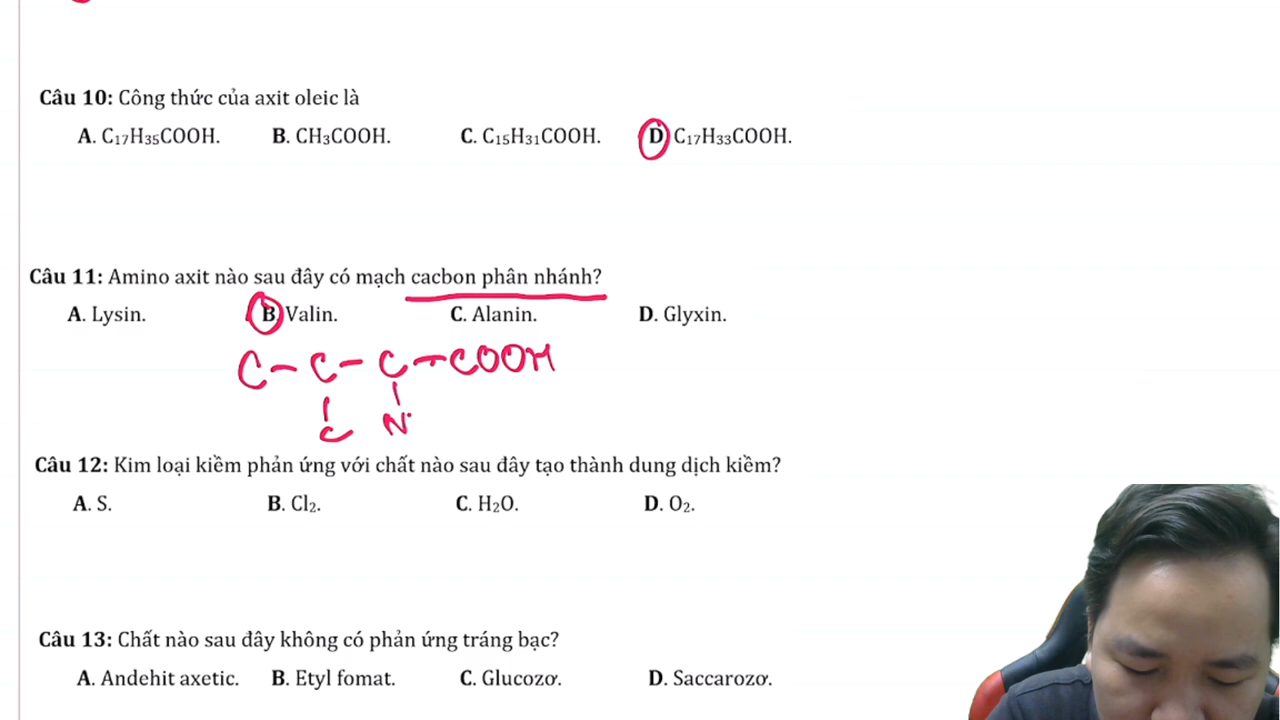 Câu 10: Công thức của axit oleic là
A. C₁₇H₃₅COOH. B. CH₃COOH. C. C₁₅H₃₁COOH. D C₁₇H₃₃COOH.
Câu 11: Amino axit nào sau đây có mạch cacbon phân nhánh?
A. Lysin. B. Valin. C. Alanin. D. Glyxin.
C - C - C - COOH
C N
Câu 12: Kim loại kiềm phản ứng với chất nào sau đây tạo thành dung dịch kiềm?
A. S. B. Cl₂. C. H₂O. D. O₂.
Câu 13: Chất nào sau đây không có phản ứng tráng bạc?
A. Andehit axetic. B. Etyl fomat. C. Glucozơ. D. Saccarozơ.